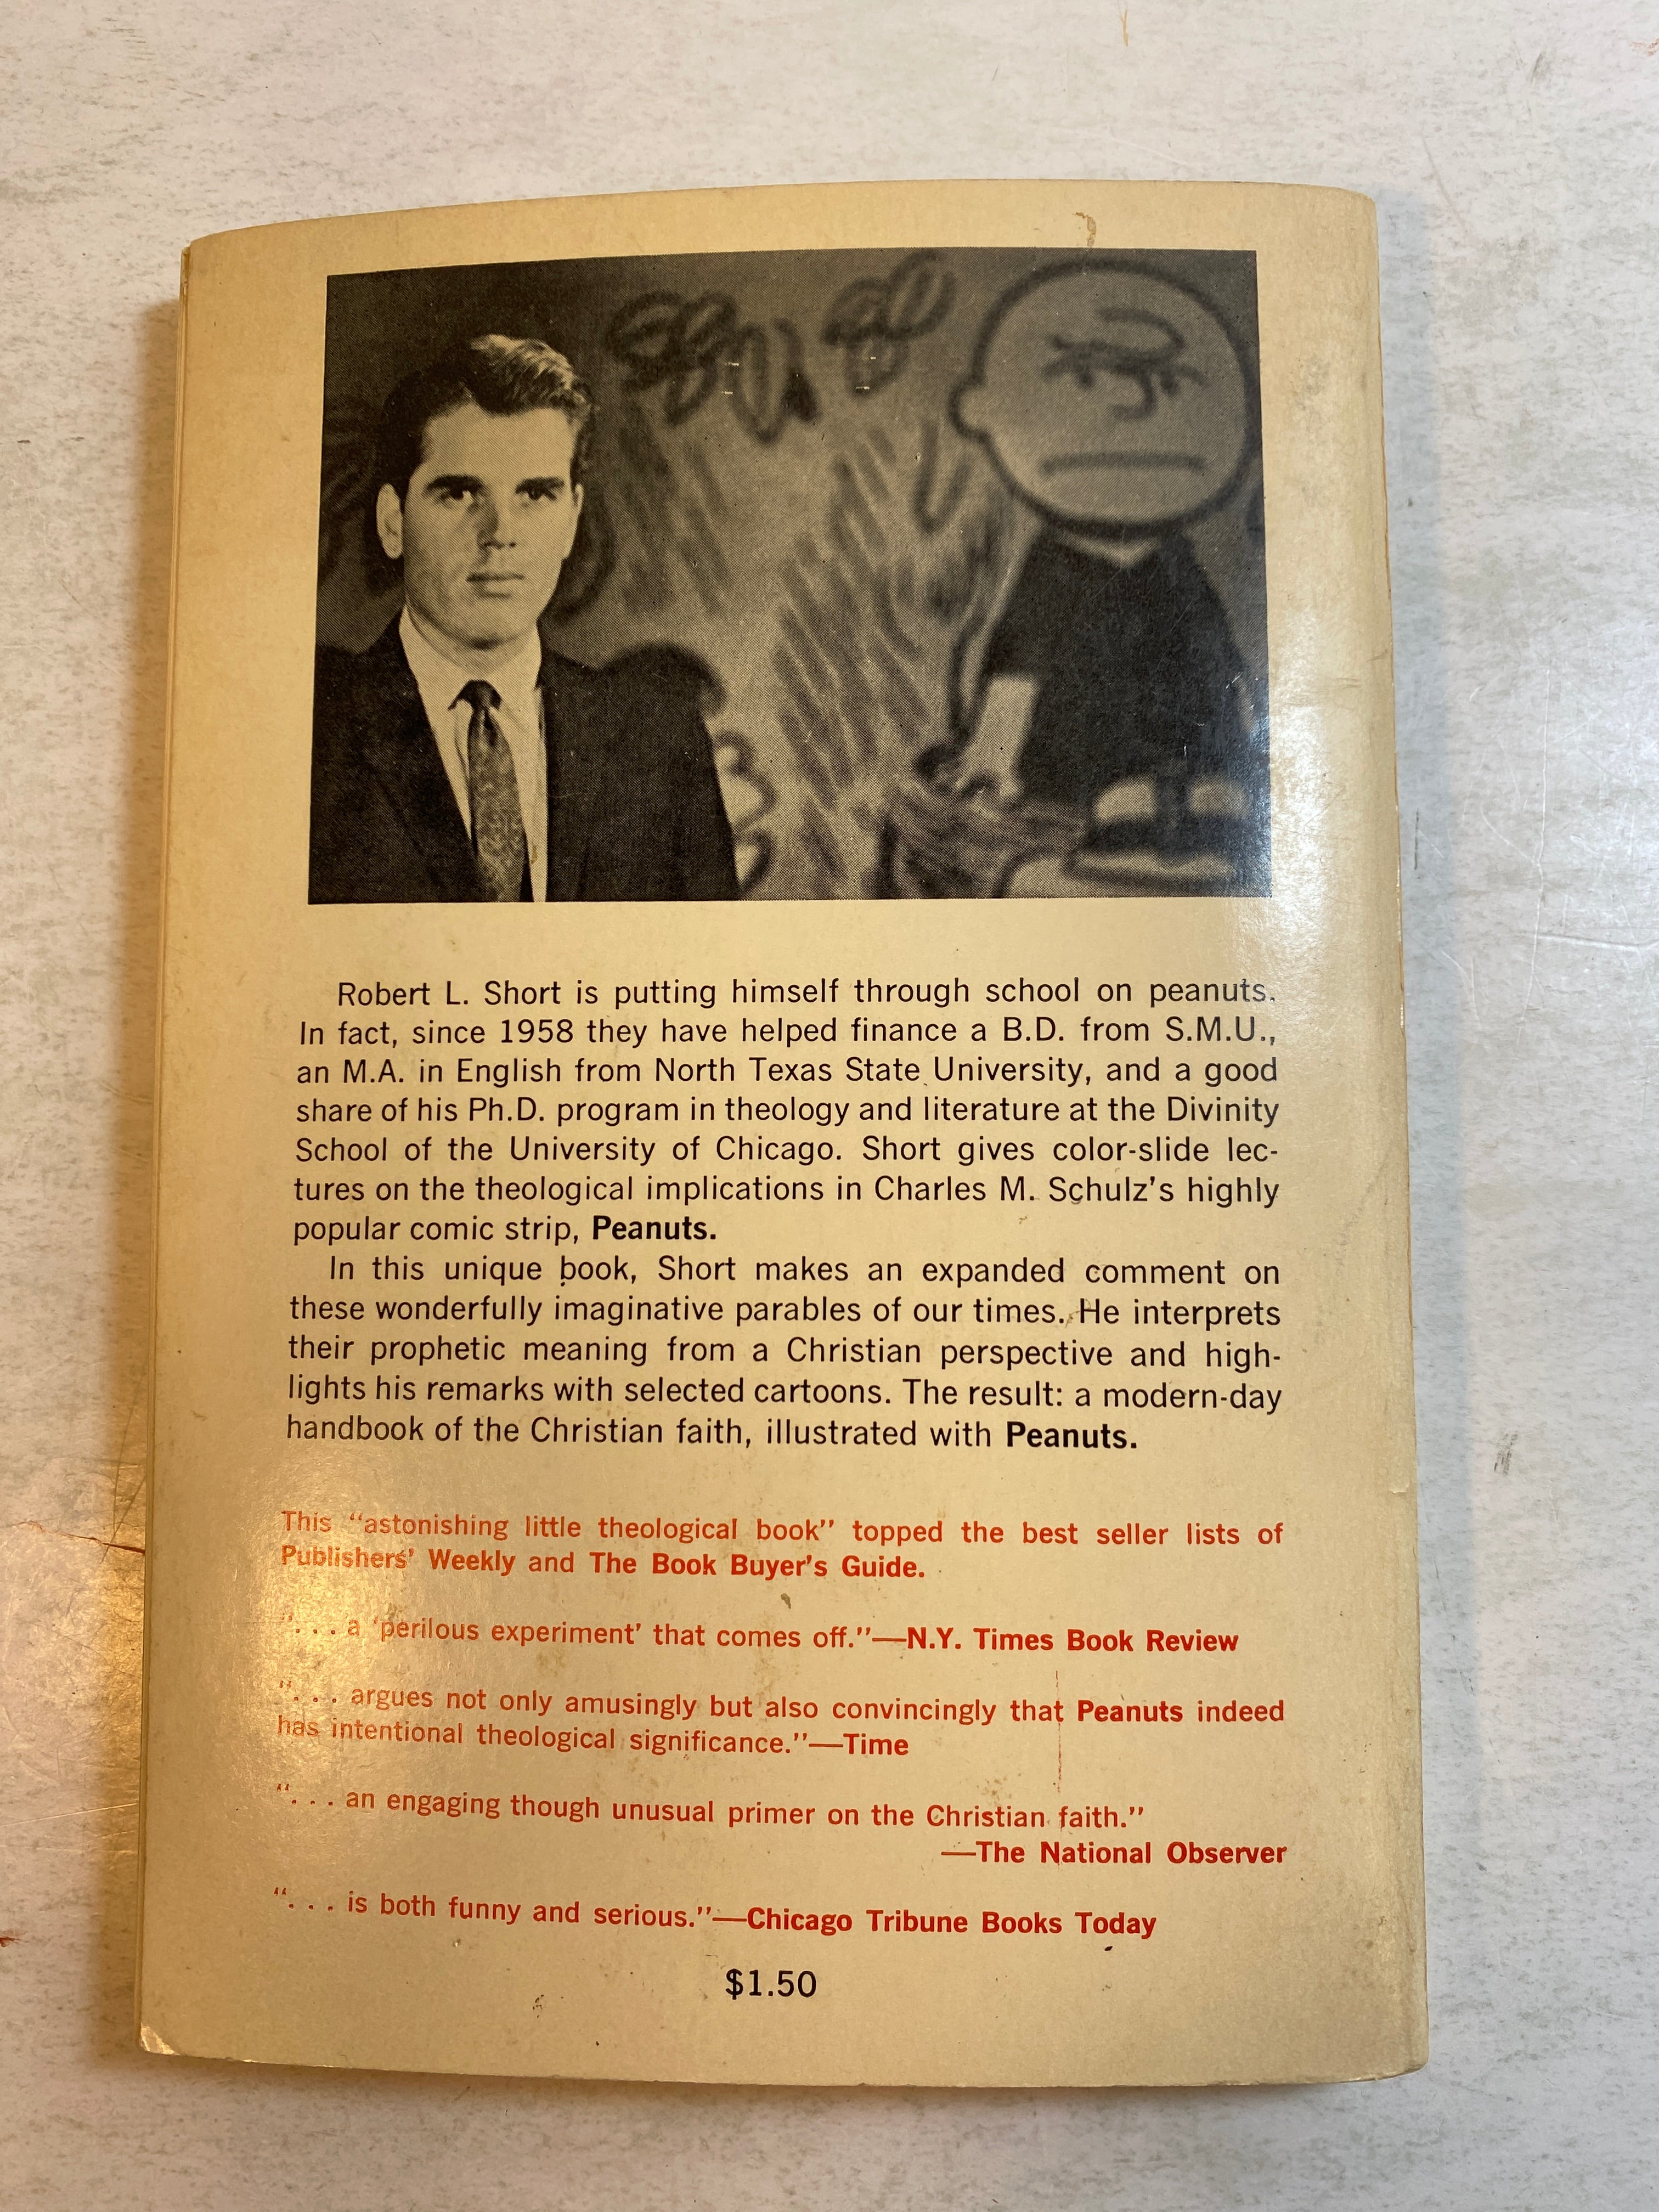 Robert L. Short is putting himself through school on peanuts.
In fact, since 1958 they have helped finance a B.D. from S.M.U.,
an M.A. in English from North Texas State University, and a good
share of his Ph.D. program in theology and literature at the Divinity
School of the University of Chicago. Short gives color-slide lec-
tures on the theological implications in Charles M. Schulz's highly
popular comic strip, Peanuts.
In this unique book, Short makes an expanded comment on
these wonderfully imaginative parables of our times. He interprets
their prophetic meaning from a Christian perspective and high-
lights his remarks with selected cartoons. The result: a modern-day
handbook of the Christian faith, illustrated with Peanuts.
This "astonishing little theological book" topped the best seller lists of
Publishers' Weekly and The Book Buyer's Guide.
". . . a 'perilous experiment' that comes off."—N.Y. Times Book Review
". . . argues not only amusingly but also convincingly that Peanuts indeed
has intentional theological significance."—Time
". . . an engaging though unusual primer on the Christian faith."
—The National Observer
". . . is both funny and serious."—Chicago Tribune Books Today
$1.50